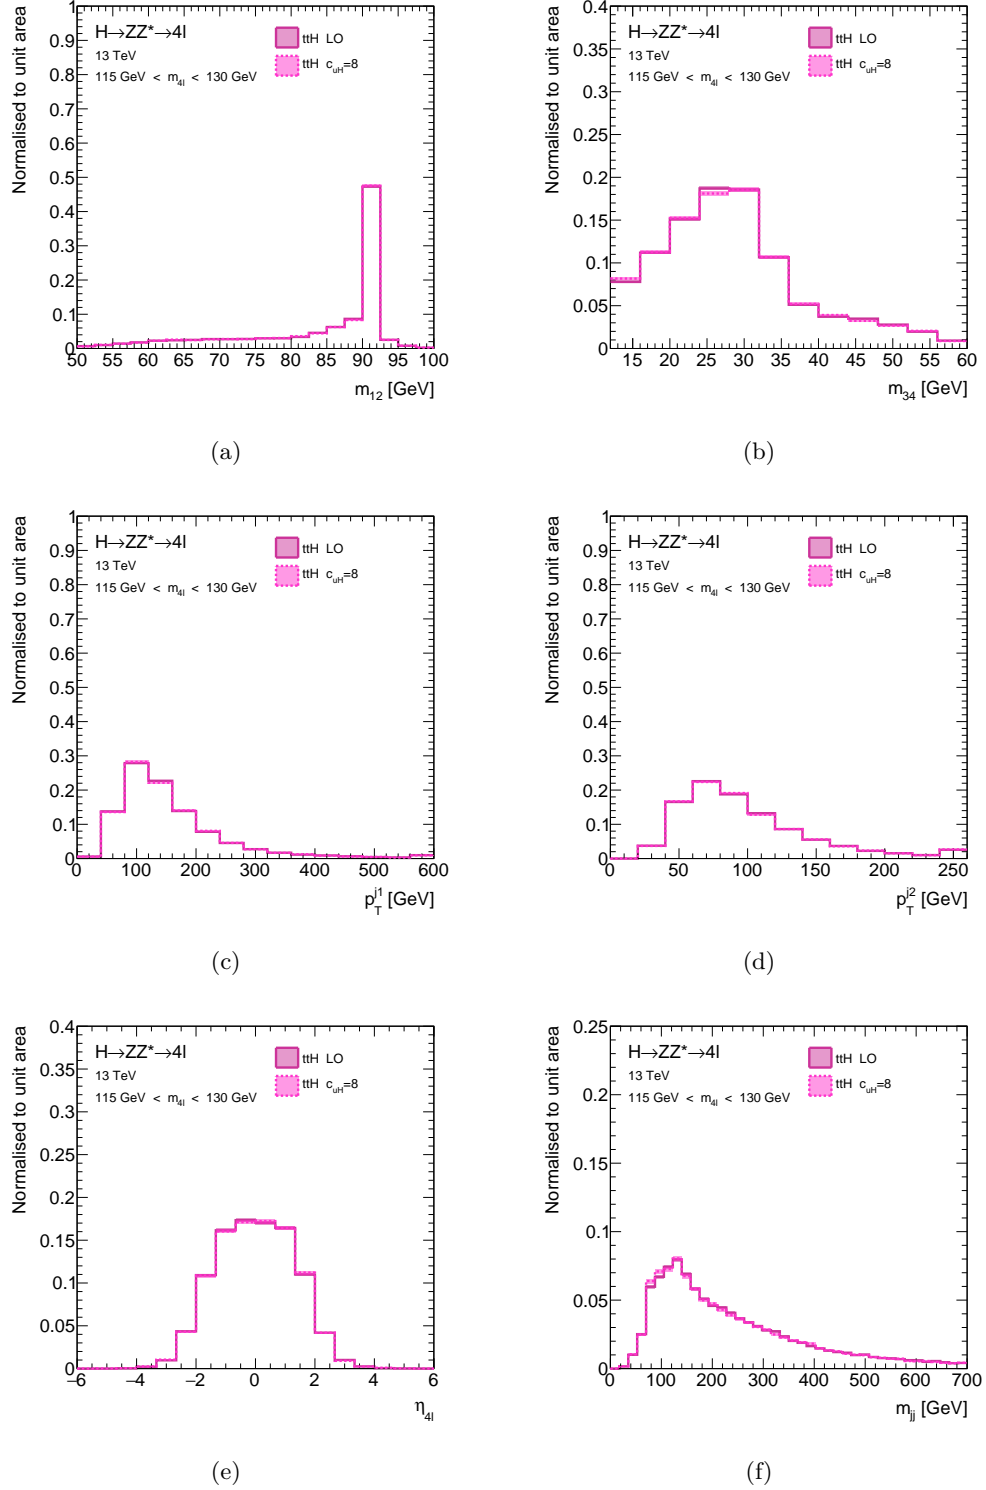 Normalised to unit area
1
0.9
0.8
0.7
0.6
0.5
0.4
0.3
0.2
0.1
0
H→ZZ*→4l
13 TeV
115 GeV < m4l < 130 GeV
ttH LO
ttH cuH=8
50 55 60 65 70 75 80 85 90 95 100
m12 [GeV]
(a)
Normalised to unit area
0.4
0.35
0.3
0.25
0.2
0.15
0.1
0.05
0
H→ZZ*→4l
13 TeV
115 GeV < m4l < 130 GeV
ttH LO
ttH cuH=8
15 20 25 30 35 40 45 50 55 60
m34 [GeV]
(b)
Normalised to unit area
1
0.9
0.8
0.7
0.6
0.5
0.4
0.3
0.2
0.1
0
H→ZZ*→4l
13 TeV
115 GeV < m4l < 130 GeV
ttH LO
ttH cuH=8
0 100 200 300 400 500 600
pTj1 [GeV]
(c)
Normalised to unit area
1
0.9
0.8
0.7
0.6
0.5
0.4
0.3
0.2
0.1
0
H→ZZ*→4l
13 TeV
115 GeV < m4l < 130 GeV
ttH LO
ttH cuH=8
0 50 100 150 200 250
pTj2 [GeV]
(d)
Normalised to unit area
0.4
0.35
0.3
0.25
0.2
0.15
0.1
0.05
0
H→ZZ*→4l
13 TeV
115 GeV < m4l < 130 GeV
ttH LO
ttH cuH=8
−6 −4 −2 0 2 4 6
η4l
(e)
Normalised to unit area
0.25
0.2
0.15
0.1
0.05
0
H→ZZ*→4l
13 TeV
115 GeV < m4l < 130 GeV
ttH LO
ttH cuH=8
0 100 200 300 400 500 600 700
mjj [GeV]
(f)